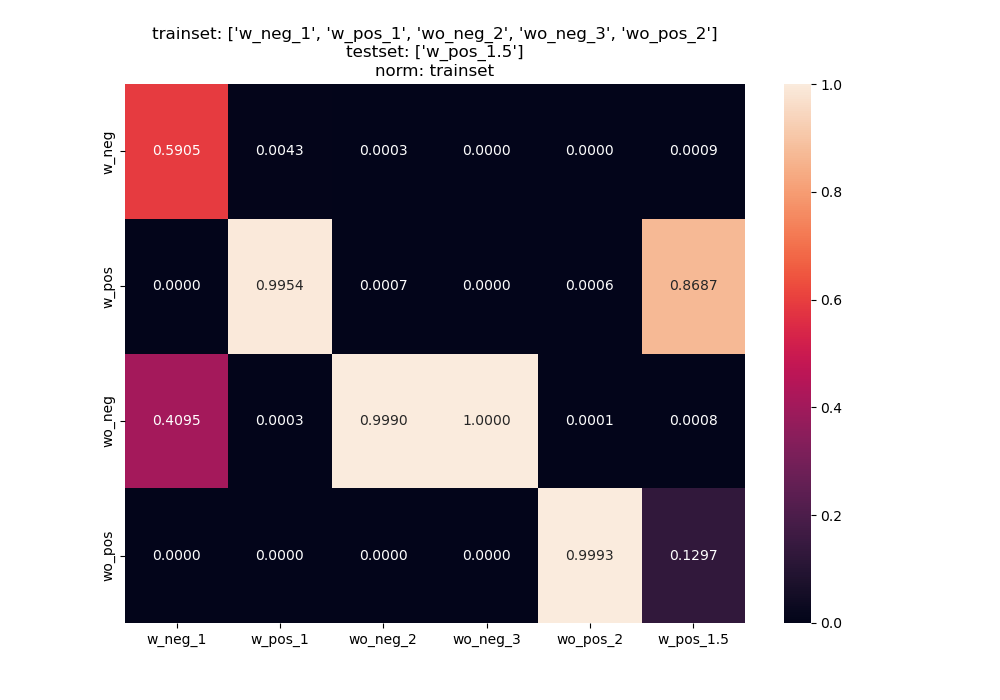 trainset: ['w_neg_1', 'w_pos_1', 'wo_neg_2', 'wo_neg_3', 'wo_pos_2']
testset: ['w_pos_1.5']
norm: trainset
w_neg
0.5905 0.0043 0.0003 0.0000 0.0000 0.0009
w_pos
0.0000 0.9954 0.0007 0.0000 0.0006 0.8687
wo_neg
0.4095 0.0003 0.9990 1.0000 0.0001 0.0008
wo_pos
0.0000 0.0000 0.0000 0.0000 0.9993 0.1297
w_neg_1 w_pos_1 wo_neg_2 wo_neg_3 wo_pos_2 w_pos_1.5
1.0
0.8
0.6
0.4
0.2
0.0